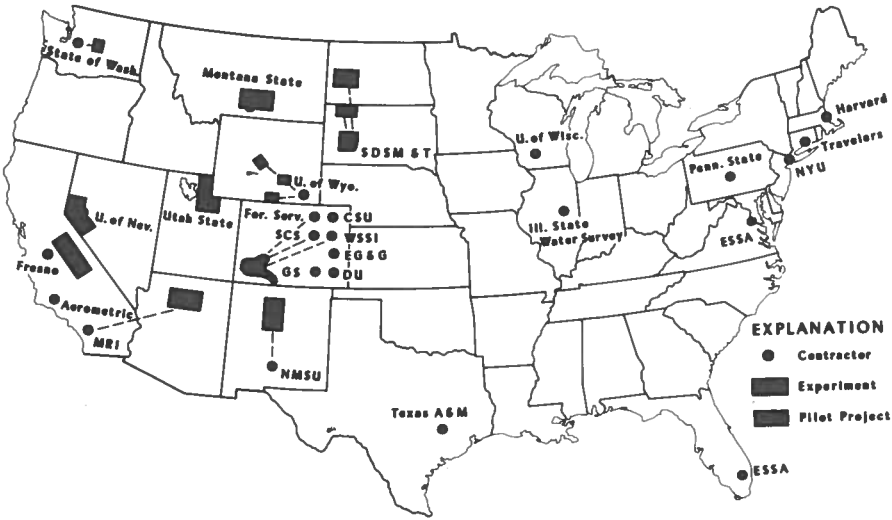 State of Wash.
Montana State
Harvard
U. of Wisc.
SDSM & T
Travelers
Penn. State
NYU
U. of Wyo.
U. of Nev.
Utah State
For. Serv.
CSU
Ill. State
Water Survey
SCS
WSSI
ESSA
EG & G
Fresno
GS
DU
Aerometric
MRI
EXPLANATION
Contractor
NMSU
Experiment
Texas A & M
Pilot Project
ESSA